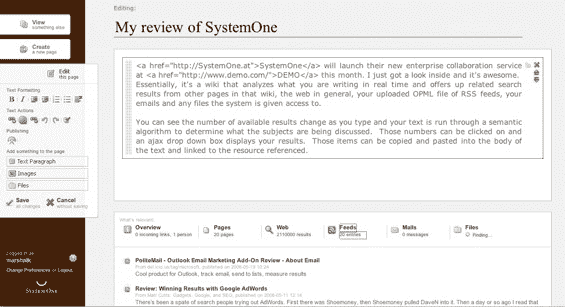 Editing:
My review of SystemOne
View
something else
Create
a new page
Edit
this page
Text Formatting
B I
Text Actions
Publishing
Add something to the page
Text Paragraph
Images
Files
Save
all changes
Cancel
without saving
marshallk
Change Preferences or Logout.
<a href="http://SystemOne.at">SystemOne</a> will launch their new enterprise collaboration service
at <a href="http://www.demo.com/">DEMO</a> this month. I just got a look inside and it's awesome.
Essentially, it's a wiki that analyzes what you are writing in real time and offers up related search
results from other pages in that wiki, the web in general, your uploaded OPML file of RSS feeds, your
emails and any files the system is given access to.
You can see the number of available results change as you type and your text is run through a semantic
algorithm to determine what the subjects are being discussed. Those numbers can be clicked on and
an ajax drop down box displays your results. Those items can be copied and pasted into the body of
the text and linked to the resource referenced.
What's relevant:
Overview
0 incoming links, 1 person
Pages
20 pages
Web
2110000 results
Feeds
20 entries
Mails
0 messages
Files
Pending...
PoliteMail - Outlook Email Marketing Add-On Review - About Email
Cool product for Outlook, track email, send to lists, measure results
Review: Winning Results with Google AdWords
There's been a spate of search people trying out AdWords. First there was Shoemoney, then Shoemoney pulled DaveN into it. Then a day or so ago I read that